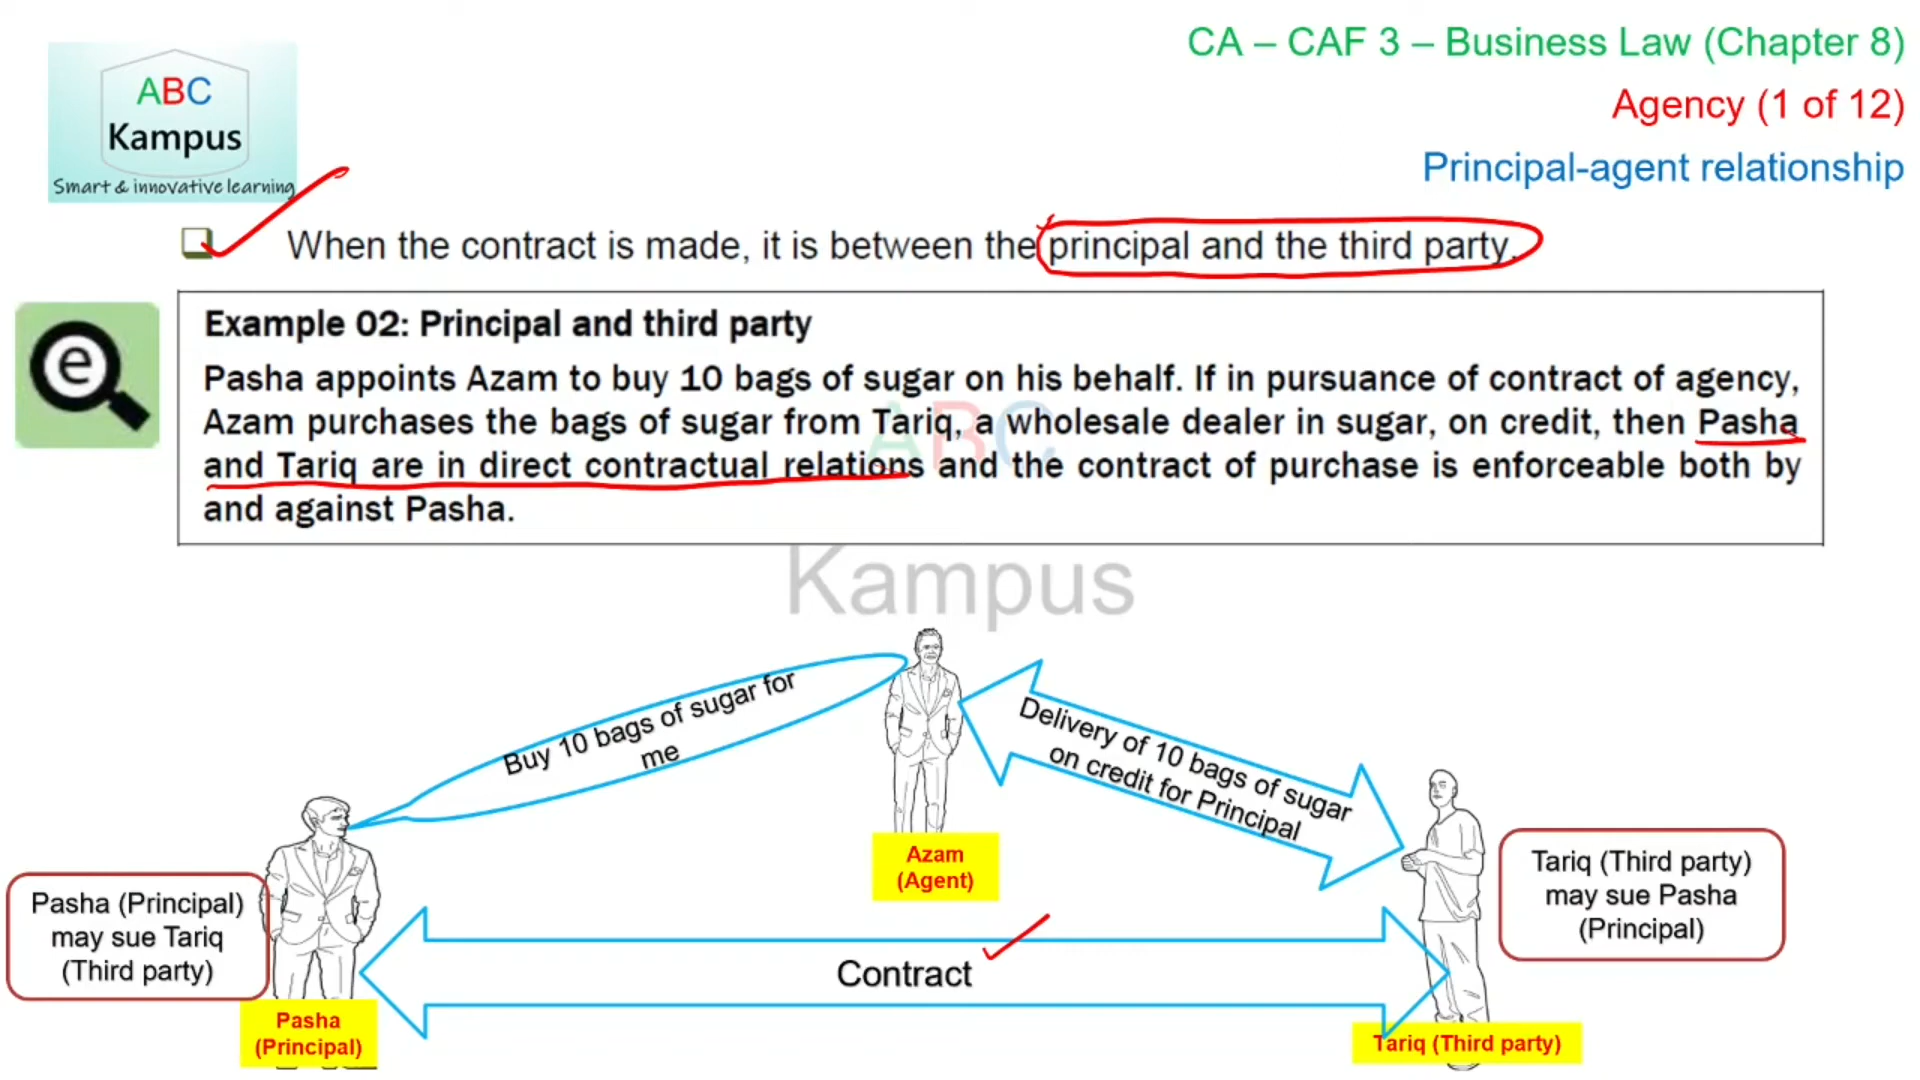 CA – CAF 3 – Business Law (Chapter 8)
ABC
Kampus
Smart & innovative learning
Agency (1 of 12)
Principal-agent relationship
When the contract is made, it is between the principal and the third party.
e
Example 02: Principal and third party
Pasha appoints Azam to buy 10 bags of sugar on his behalf. If in pursuance of contract of agency,
Azam purchases the bags of sugar from Tariq, a wholesale dealer in sugar, on credit, then Pasha
and Tariq are in direct contractual relations and the contract of purchase is enforceable both by
and against Pasha.
ABC
Kampus
Buy 10 bags of sugar for
me
Delivery of 10 bags of sugar
on credit for Principal
Azam
(Agent)
Tariq (Third party)
may sue Pasha
(Principal)
Pasha (Principal)
may sue Tariq
(Third party)
Contract
Pasha
(Principal)
Tariq (Third party)